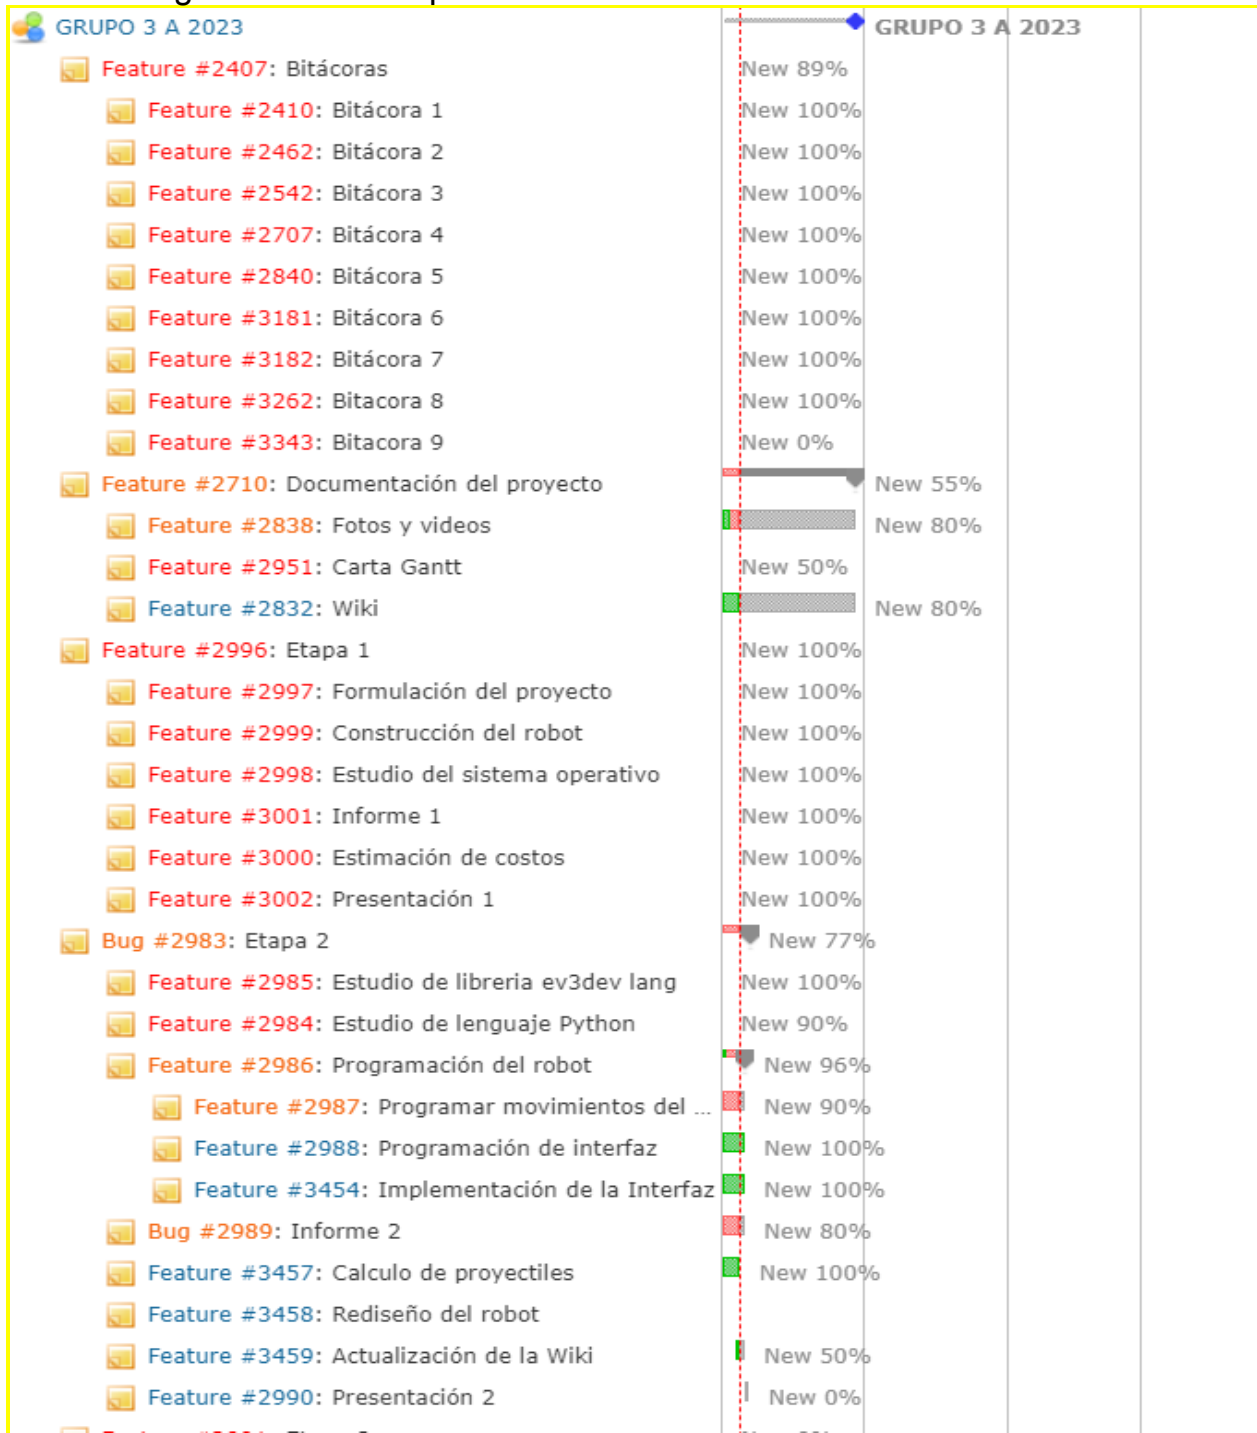 GRUPO 3 A 2023 GRUPO 3 A 2023
Feature #2407: Bitácoras New 89%
Feature #2410: Bitácora 1 New 100%
Feature #2462: Bitácora 2 New 100%
Feature #2542: Bitácora 3 New 100%
Feature #2707: Bitácora 4 New 100%
Feature #2840: Bitácora 5 New 100%
Feature #3181: Bitácora 6 New 100%
Feature #3182: Bitácora 7 New 100%
Feature #3262: Bitacora 8 New 100%
Feature #3343: Bitacora 9 New 0%
Feature #2710: Documentación del proyecto New 55%
Feature #2838: Fotos y videos New 80%
Feature #2951: Carta Gantt New 50%
Feature #2832: Wiki New 80%
Feature #2996: Etapa 1 New 100%
Feature #2997: Formulación del proyecto New 100%
Feature #2999: Construcción del robot New 100%
Feature #2998: Estudio del sistema operativo New 100%
Feature #3001: Informe 1 New 100%
Feature #3000: Estimación de costos New 100%
Feature #3002: Presentación 1 New 100%
Bug #2983: Etapa 2 New 77%
Feature #2985: Estudio de libreria ev3dev lang New 100%
Feature #2984: Estudio de lenguaje Python New 90%
Feature #2986: Programación del robot New 96%
Feature #2987: Programar movimientos del ... New 90%
Feature #2988: Programación de interfaz New 100%
Feature #3454: Implementación de la Interfaz New 100%
Bug #2989: Informe 2 New 80%
Feature #3457: Calculo de proyectiles New 100%
Feature #3458: Rediseño del robot
Feature #3459: Actualización de la Wiki New 50%
Feature #2990: Presentación 2 New 0%